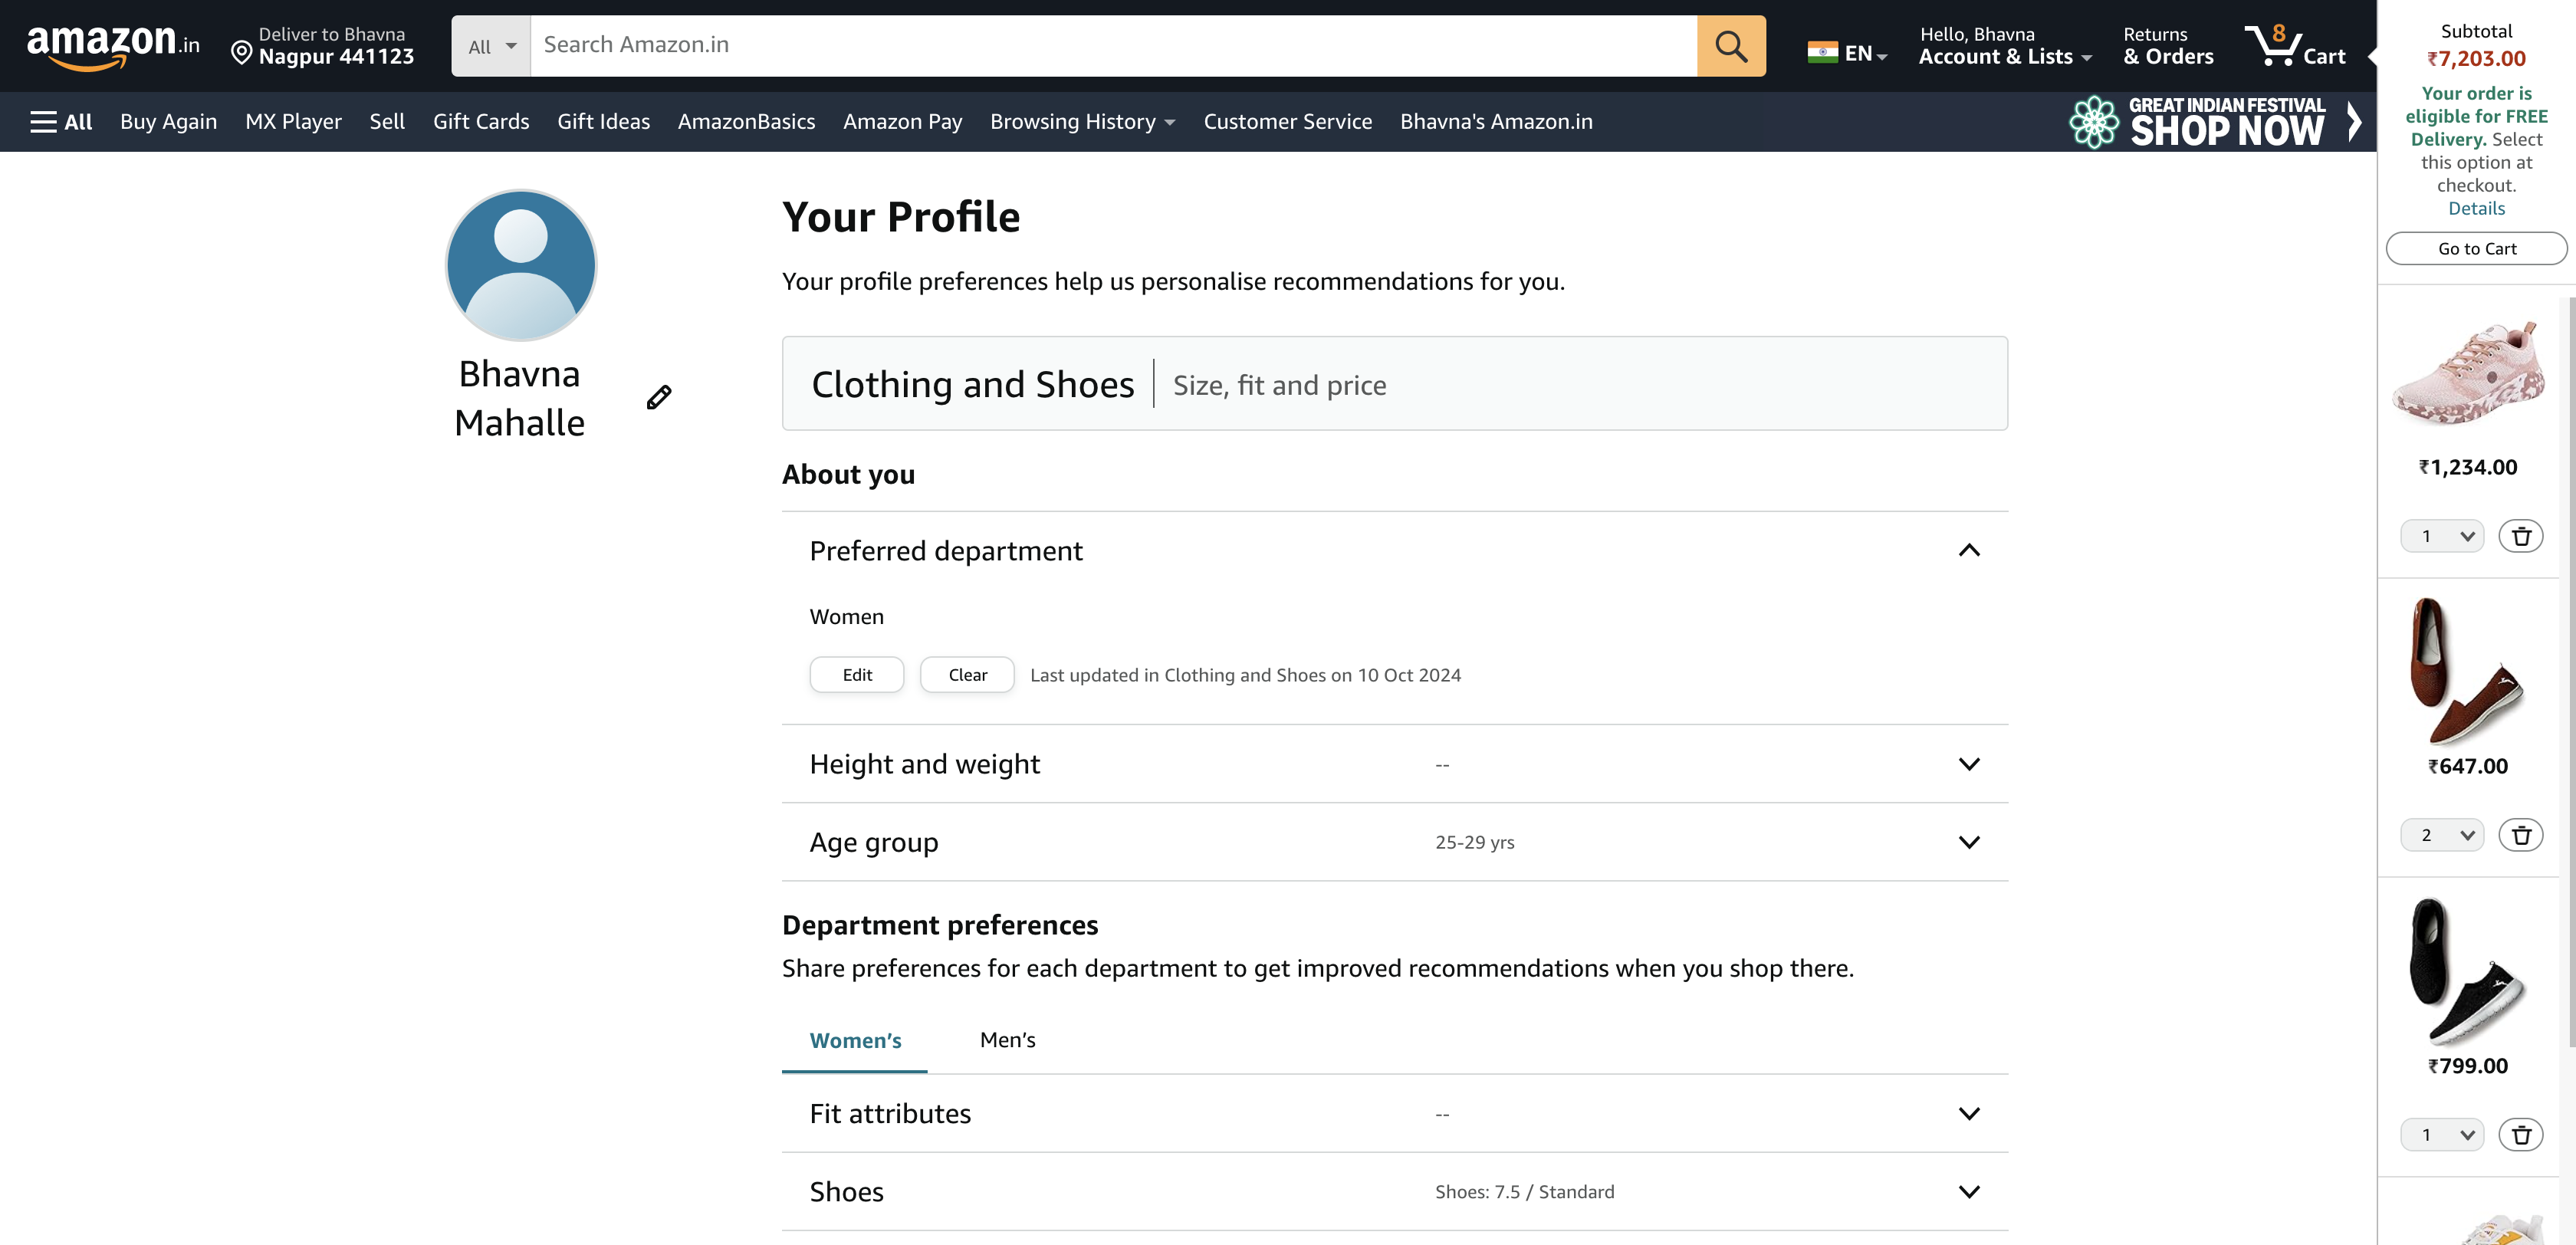 amazon.in
Deliver to Bhavna
Nagpur 441123
All
Search Amazon.in
EN
Hello, Bhavna
Account & Lists
Returns
& Orders
8
Cart
All
Buy Again
MX Player
Sell
Gift Cards
Gift Ideas
AmazonBasics
Amazon Pay
Browsing History
Customer Service
Bhavna's Amazon.in
GREAT INDIAN FESTIVAL
SHOP NOW
Bhavna
Mahalle
Your Profile
Your profile preferences help us personalise recommendations for you.
Clothing and Shoes
Size, fit and price
About you
Preferred department
Women
Edit
Clear
Last updated in Clothing and Shoes on 10 Oct 2024
Height and weight
--
Age group
25-29 yrs
Department preferences
Share preferences for each department to get improved recommendations when you shop there.
Women’s
Men’s
Fit attributes
--
Shoes
Shoes: 7.5 / Standard
Subtotal
₹7,203.00
Your order is
eligible for FREE
Delivery. Select
this option at
checkout.
Details
Go to Cart
₹1,234.00
1
₹647.00
2
₹799.00
1